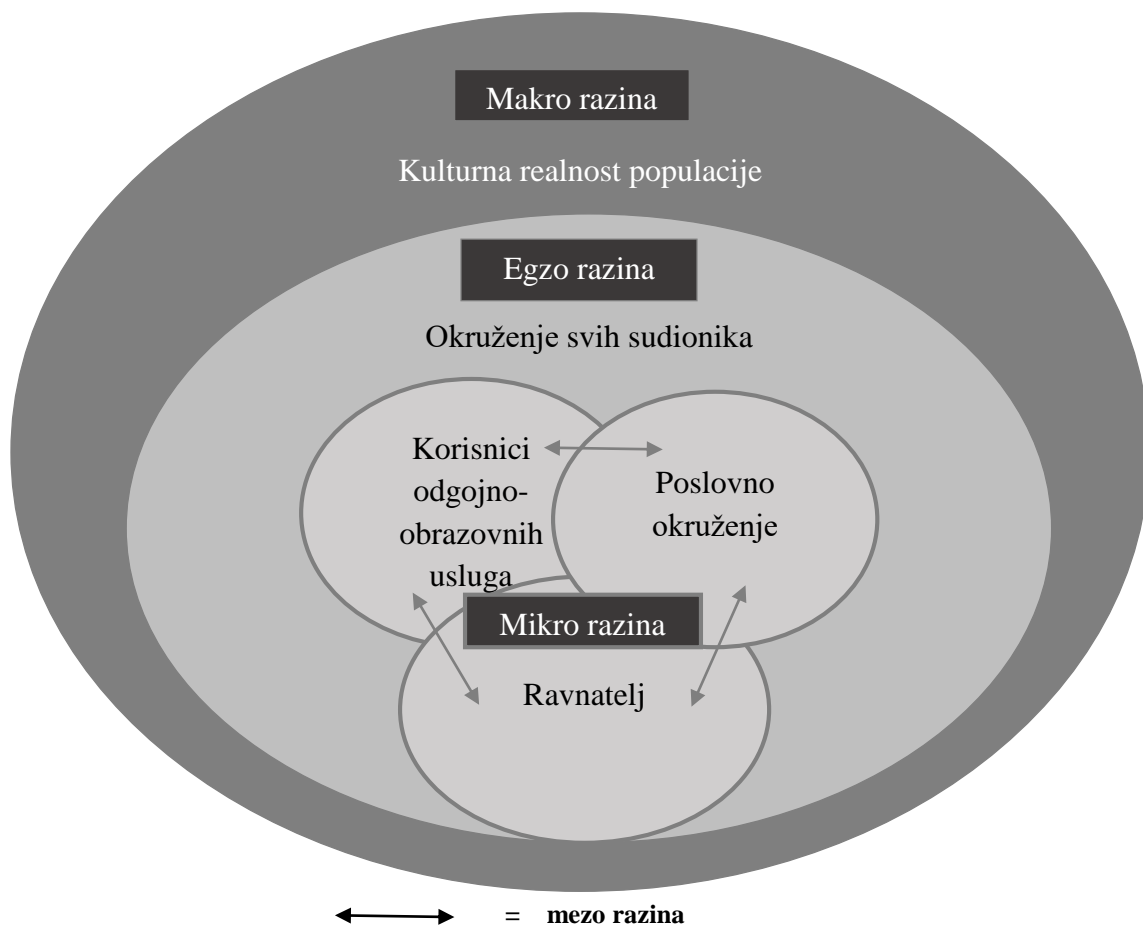 Makro razina
Kulturna realnost populacije
Egzo razina
Okruženje svih sudionika
Korisnici
odgojno-
obrazovnih
usluga
Poslovno
okruženje
Mikro razina
Ravnatelj
= mezo razina